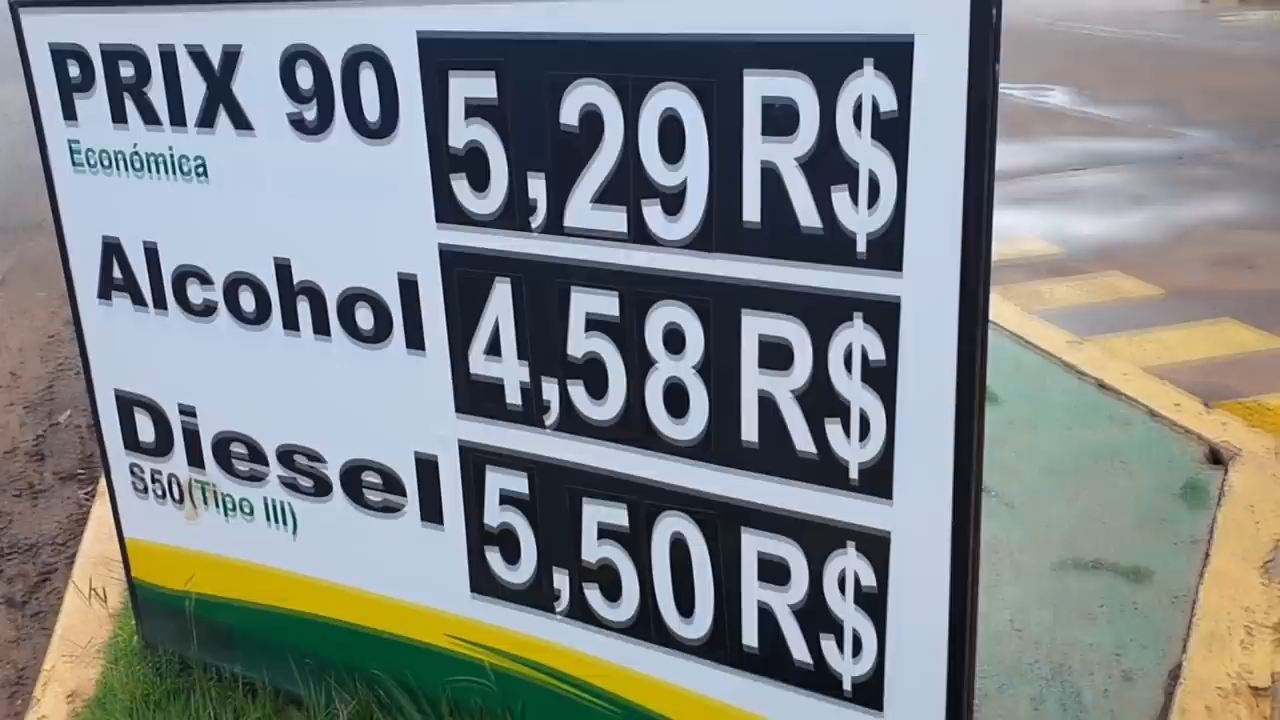 PRIX 90 5,29 R$
Económica
Alcohol 4,58 R$
Diesel 5,50 R$
S50 (Tipo III)